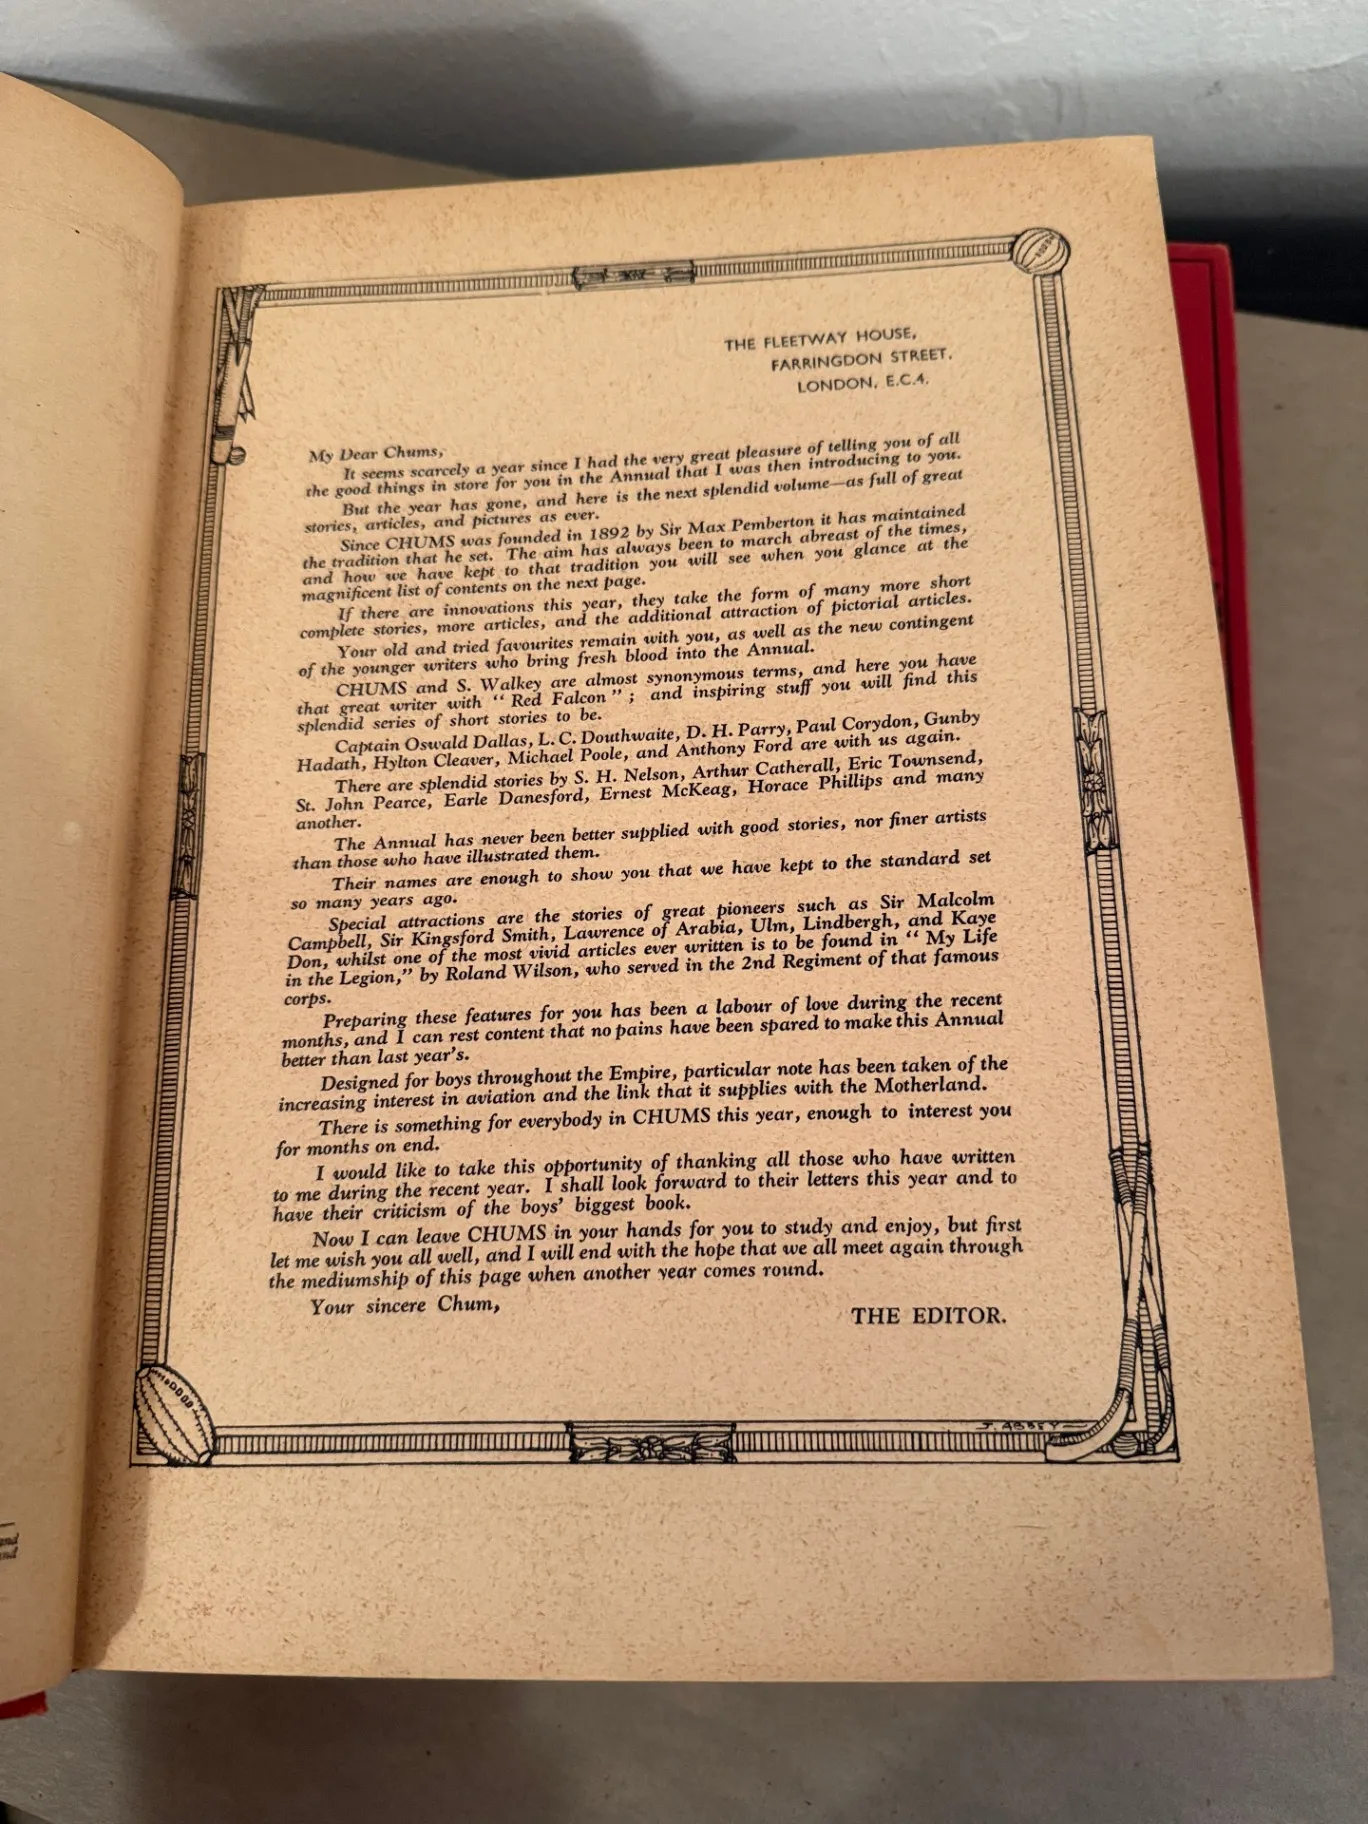 THE FLEETWAY HOUSE,
FARRINGDON STREET,
LONDON, E.C.4.
My Dear Chums,
It seems scarcely a year since I had the very great pleasure of telling you of all
the good things in store for you in the Annual that I was then introducing to you.
But the year has gone, and here is the next splendid volume—as full of great
stories, articles, and pictures as ever.
Since CHUMS was founded in 1892 by Sir Max Pemberton it has maintained
the tradition that he set. The aim has always been to march abreast of the times,
and how we have kept to that tradition you will see when you glance at the
magnificent list of contents on the next page.
If there are innovations this year, they take the form of many more short
complete stories, more articles, and the additional attraction of pictorial articles.
Your old and tried favourites remain with you, as well as the new contingent
of the younger writers who bring fresh blood into the Annual.
CHUMS and S. Walkey are almost synonymous terms, and here you have
that great writer with "Red Falcon"; and inspiring stuff you will find this
splendid series of short stories to be.
Captain Oswald Dallas, L. C. Douthwaite, D. H. Parry, Paul Corydon, Gunby
Hadath, Hylton Cleaver, Michael Poole, and Anthony Ford are with us again.
There are splendid stories by S. H. Nelson, Arthur Catherall, Eric Townsend,
St. John Pearce, Earle Danesford, Ernest McKeag, Horace Phillips and many
another.
The Annual has never been better supplied with good stories, nor finer artists
than those who have illustrated them.
Their names are enough to show you that we have kept to the standard set
so many years ago.
Special attractions are the stories of great pioneers such as Sir Malcolm
Campbell, Sir Kingsford Smith, Lawrence of Arabia, Ulm, Lindbergh, and Kaye
Don, whilst one of the most vivid articles ever written is to be found in "My Life
in the Legion," by Roland Wilson, who served in the 2nd Regiment of that famous
corps.
Preparing these features for you has been a labour of love during the recent
months, and I can rest content that no pains have been spared to make this Annual
better than last year's.
Designed for boys throughout the Empire, particular note has been taken of the
increasing interest in aviation and the link that it supplies with the Motherland.
There is something for everybody in CHUMS this year, enough to interest you
for months on end.
I would like to take this opportunity of thanking all those who have written
to me during the recent year. I shall look forward to their letters this year and to
have their criticism of the boys' biggest book.
Now I can leave CHUMS in your hands for you to study and enjoy, but first
let me wish you all well, and I will end with the hope that we all meet again through
the mediumship of this page when another year comes round.
Your sincere Chum,
THE EDITOR.
J. ABBEY